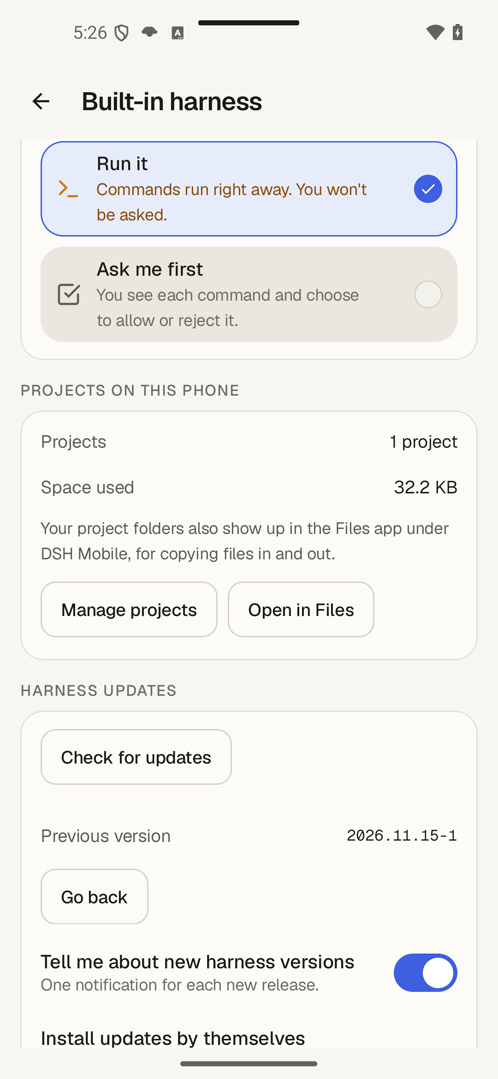 5:26
Built-in harness
Run it
Commands run right away. You won't
be asked.
Ask me first
You see each command and choose
to allow or reject it.
PROJECTS ON THIS PHONE
Projects
1 project
Space used
32.2 KB
Your project folders also show up in the Files app under
DSH Mobile, for copying files in and out.
Manage projects
Open in Files
HARNESS UPDATES
Check for updates
Previous version
2026.11.15-1
Go back
Tell me about new harness versions
One notification for each new release.
Install updates by themselves